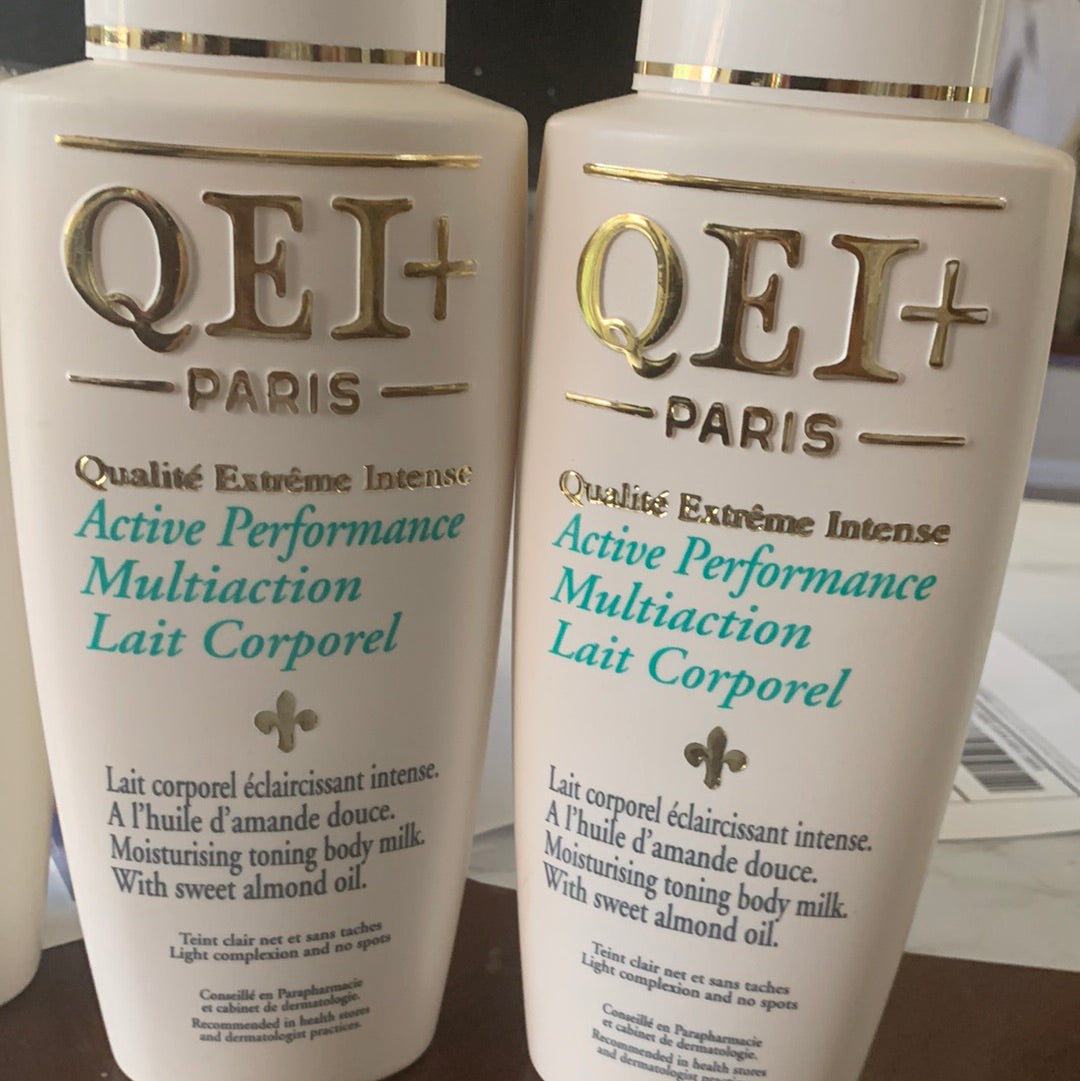 QEI+
PARIS
Qualité Extrême Intense
Active Performance
Multiaction
Lait Corporel
Lait corporel éclaircissant intense.
A l'huile d'amande douce.
Moisturising toning body milk.
With sweet almond oil.
Teint clair net et sans taches
Light complexion and no spots
Conseillé en Parapharmacie
et cabinet de dermatologie.
Recommended in health stores
and dermatologist practices.
QEI+
PARIS
Qualité Extrême Intense
Active Performance
Multiaction
Lait Corporel
Lait corporel éclaircissant intense.
A l'huile d'amande douce.
Moisturising toning body milk.
With sweet almond oil.
Teint clair net et sans taches
Light complexion and no spots
Conseillé en Parapharmacie
et cabinet de dermatologie.
Recommended in health stores
and dermatologist